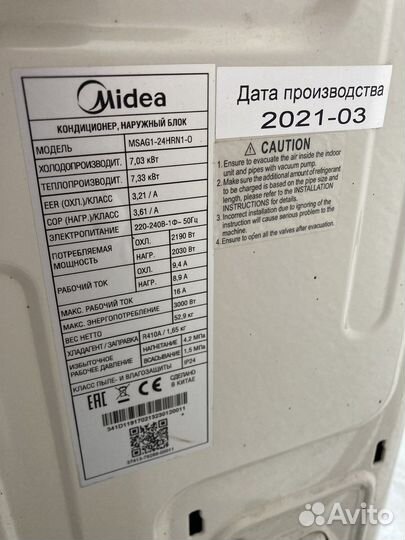 Midea
КОНДИЦИОНЕР, НАРУЖНЫЙ БЛОК
МОДЕЛЬ MSAG1-24HRN1-O
ХОЛОДОПРОИЗВОДИТ. 7,03 кВт
ТЕПЛОПРОИЗВОДИТ. 7,33 кВт
EER (ОХЛ.)/КЛАСС 3,21 / A
COP (НАГР.)/КЛАСС 3,61 / A
ЭЛЕКТРОПИТАНИЕ 220-240В-1Ф~ 50Гц
ПОТРЕБЛЯЕМАЯ МОЩНОСТЬ ОХЛ. 2190 Вт
НАГР. 2030 Вт
РАБОЧИЙ ТОК ОХЛ. 9,4 А
НАГР. 8,9 А
МАКС. РАБОЧИЙ ТОК 16 А
МАКС. ЭНЕРГОПОТРЕБЛЕНИЕ 3000 Вт
ВЕС НЕТТО 52,9 кг
ХЛАДАГЕНТ / ЗАПРАВКА R410A / 1,65 кг
ИЗБЫТОЧНОЕ РАБОЧЕЕ ДАВЛЕНИЕ НАГНЕТАНИЕ 4,2 МПа
ВСАСЫВАНИЕ 1,5 МПа
КЛАСС ПЫЛЕ- И ВЛАГОЗАЩИТЫ IP24
EAC
СДЕЛАНО
В КИТАЕ
Дата производства
2021-03
CAUTION
1. Ensure to evacuate the air inside the indoor
unit and pipes with vacuum pump.
2. Make sure the additional amount of refrigerant
to be charged is based on the pipe size and
length, please refer to the INSTALLATION
INSTRUCTIONS for details.
3. Incorrect installation due to ignoring of the
instruction will cause serious problem to the
machine.
4. Ensure to open all the valves after evacuation.
Avito